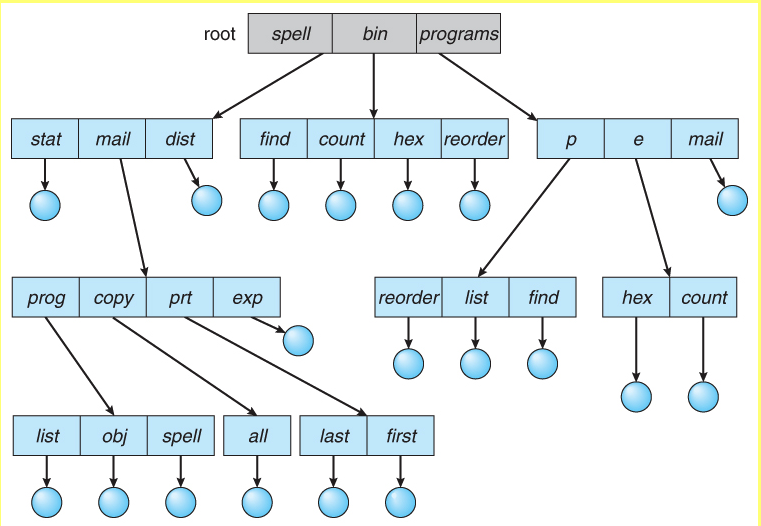 root spell bin programs
stat mail dist find count hex reorder p e mail
prog copy prt exp reorder list find hex count
list obj spell all last first